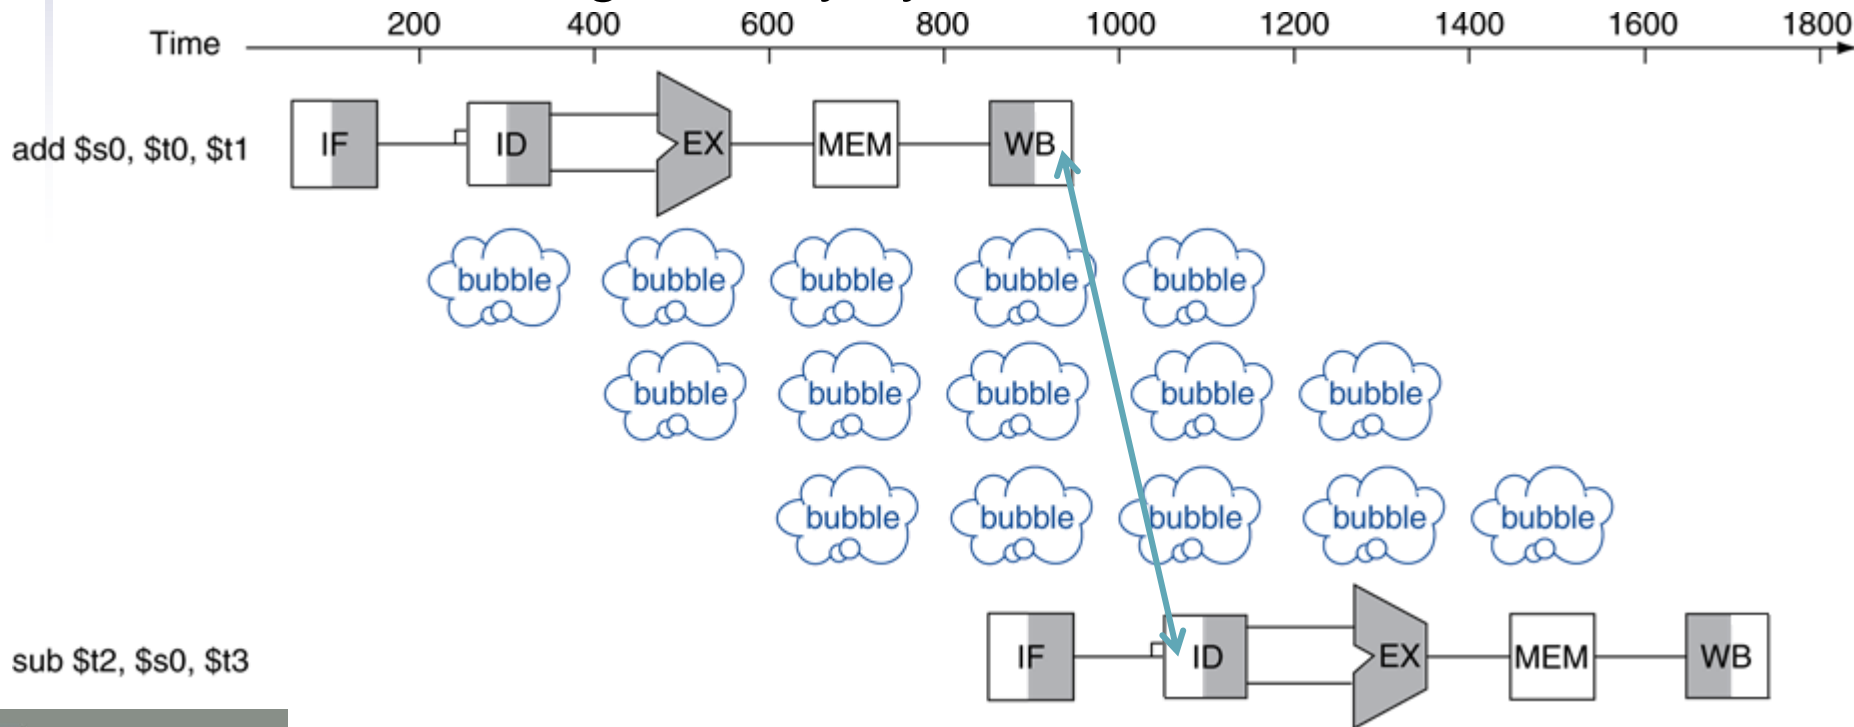 200 400 600 800 1000 1200 1400 1600 1800
Time
add $s0, $t0, $t1 IF ID EX MEM WB
bubble bubble bubble bubble bubble
bubble bubble bubble bubble bubble
bubble bubble bubble bubble bubble
sub $t2, $s0, $t3 IF ID EX MEM WB